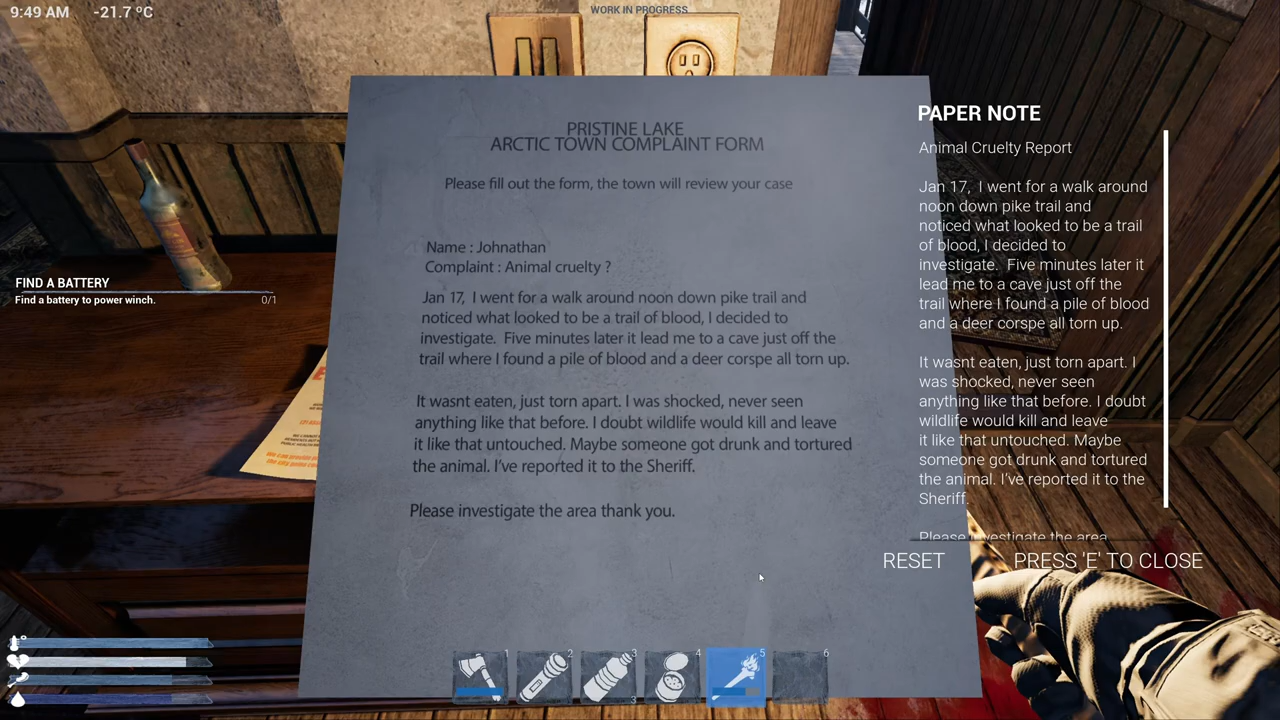 9:49 AM -21.7 °C
WORK IN PROGRESS
PRISTINE LAKE
ARCTIC TOWN COMPLAINT FORM
Please fill out the form, the town will review your case
Name : Johnathan
Complaint : Animal cruelty ?
Jan 17, I went for a walk around noon down pike trail and
noticed what looked to be a trail of blood, I decided to
investigate. Five minutes later it lead me to a cave just off the
trail where I found a pile of blood and a deer corspe all torn up.
It wasnt eaten, just torn apart. I was shocked, never seen
anything like that before. I doubt wildlife would kill and leave
it like that untouched. Maybe someone got drunk and tortured
the animal. I've reported it to the Sheriff.
Please investigate the area thank you.
PAPER NOTE
Animal Cruelty Report
Jan 17, I went for a walk around
noon down pike trail and
noticed what looked to be a trail
of blood, I decided to
investigate. Five minutes later it
lead me to a cave just off the
trail where I found a pile of blood
and a deer corspe all torn up.
It wasnt eaten, just torn apart. I
was shocked, never seen
anything like that before. I doubt
wildlife would kill and leave
it like that untouched. Maybe
someone got drunk and tortured
the animal. I've reported it to the
Sheriff.
Please investigate the area
RESET PRESS 'E' TO CLOSE
FIND A BATTERY
Find a battery to power winch. 0/1
1 2 3 4 5 6
3